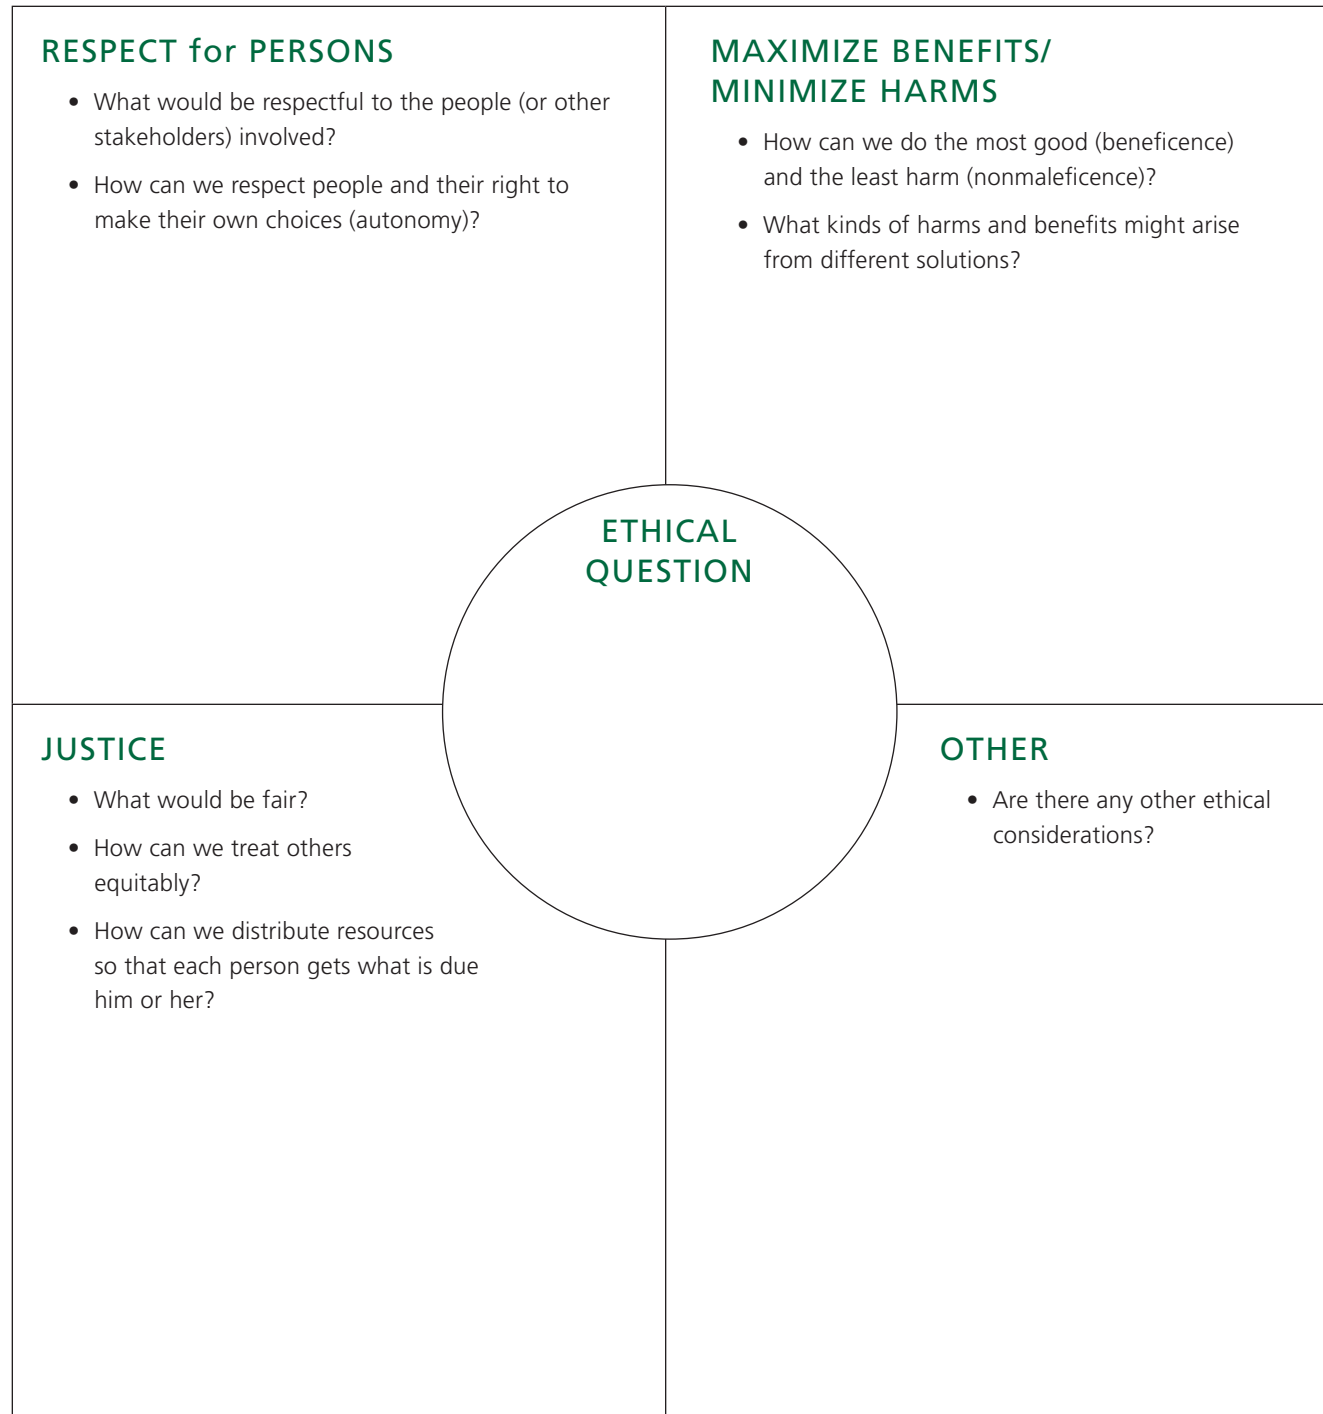 RESPECT for PERSONS
• What would be respectful to the people (or other
stakeholders) involved?
• How can we respect people and their right to
make their own choices (autonomy)?
MAXIMIZE BENEFITS/
MINIMIZE HARMS
• How can we do the most good (beneficence)
and the least harm (nonmaleficence)?
• What kinds of harms and benefits might arise
from different solutions?
ETHICAL
QUESTION
JUSTICE
• What would be fair?
• How can we treat others
equitably?
• How can we distribute resources
so that each person gets what is due
him or her?
OTHER
• Are there any other ethical
considerations?